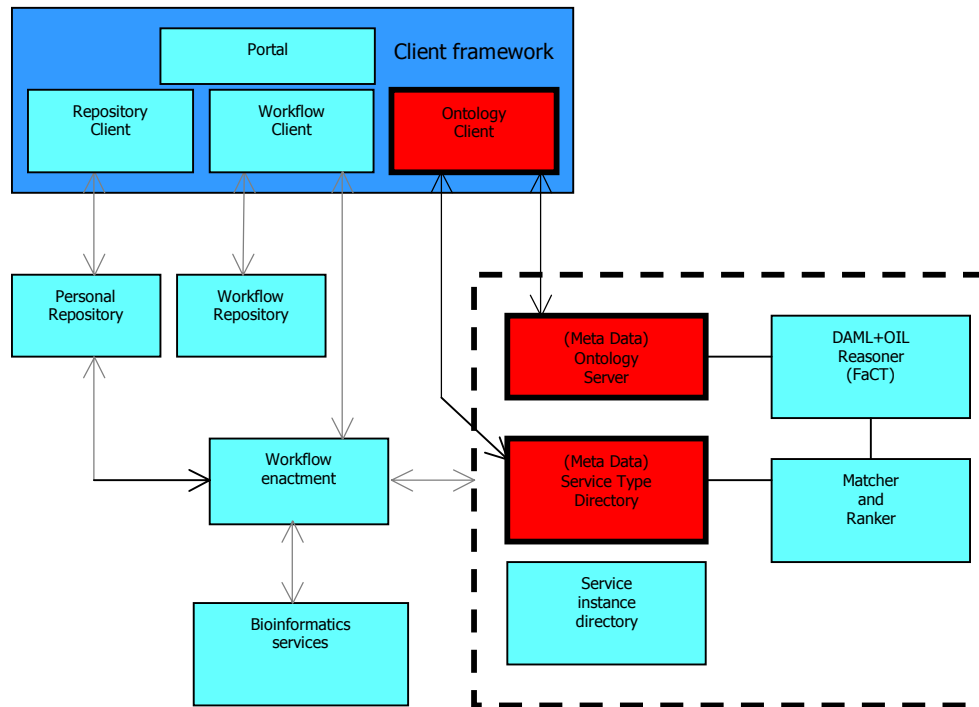 Portal
Client framework
Repository
Client
Workflow
Client
Ontology
Client
Personal
Repository
Workflow
Repository
(Meta Data)
Ontology
Server
DAML+OIL
Reasoner
(FaCT)
Workflow
enactment
(Meta Data)
Service Type
Directory
Matcher
and
Ranker
Service
instance
directory
Bioinformatics
services